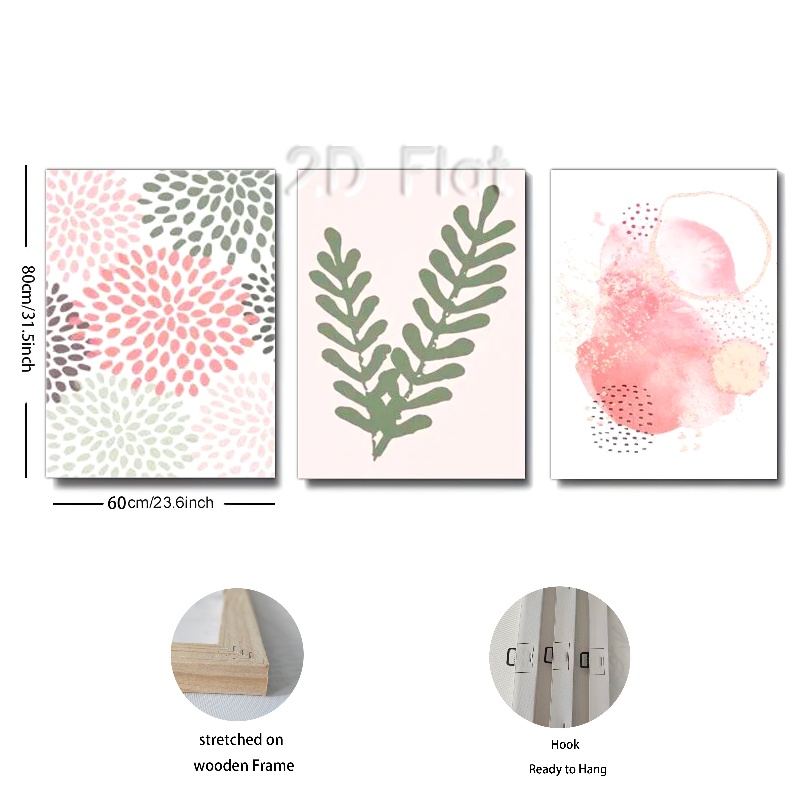 2D Flat
80cm/31.5inch
60cm/23.6inch
stretched on
wooden Frame
Hook
Ready to Hang